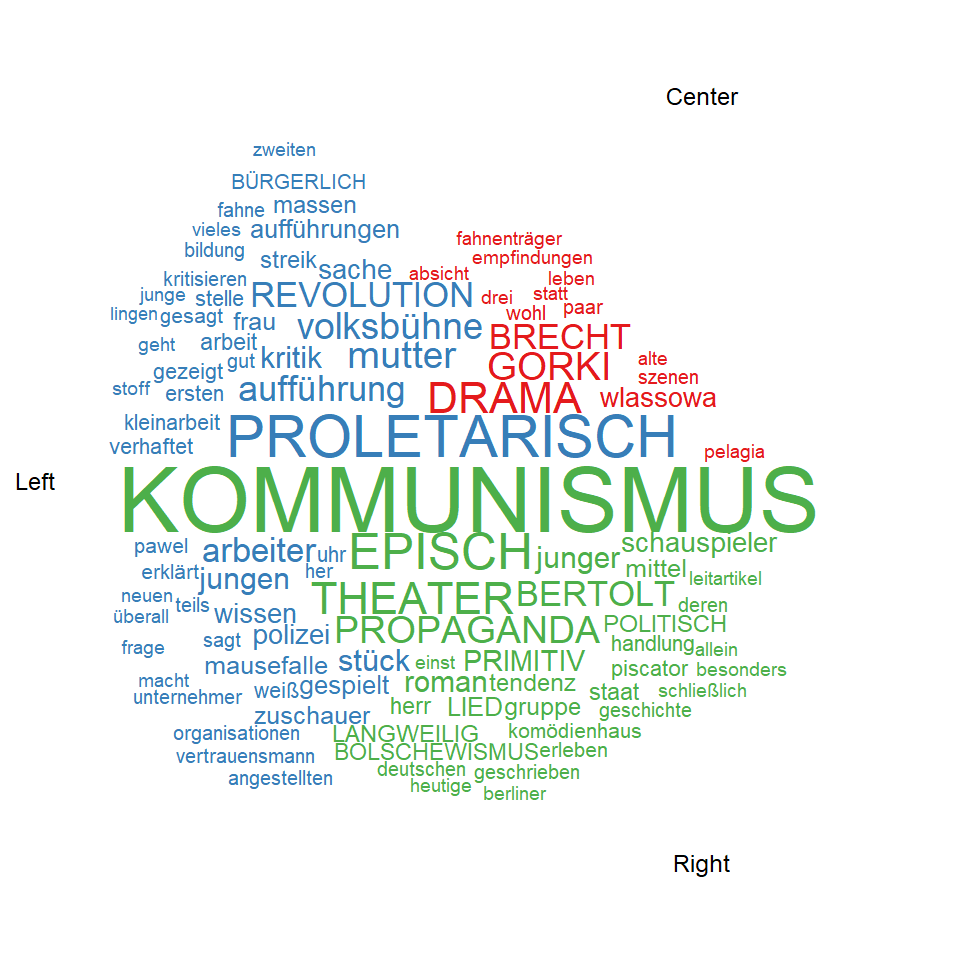 Center
zweiten
BÜRGERLICH
fahne massen
vieles aufführungen
fahnenträger
bildung streik sache absicht empfindungen
kritisieren leben
junge stelle REVOLUTION drei statt
lingen gesagt frau volksbühne wohl paar
geht arbeit gut kritik mutter BRECHT
gezeigt GORKI alte
stoff ersten aufführung DRAMA szenen
wlassowa
kleinarbeit PROLETARISCH
verhaftet pelagia
Left KOMMUNISMUS
pawel arbeiter uhr EPISCH junger schauspieler
erklärt jungen her mittel leitartikel
neuen teils THEATER BERTOLT deren
überall wissen
frage sagt polizei PROPAGANDA POLITISCH
handlung allein
mausefalle stück einst PRIMITIV piscator besonders
macht
unternehmer weiß gespielt roman tendenz staat schließlich
zuschauer herr LIED gruppe geschichte
organisationen LANGWEILIG komödienhaus
vertrauensmann BOLSCHEWISMUS erleben
angestellten deutschen geschrieben
heutige berliner
Right